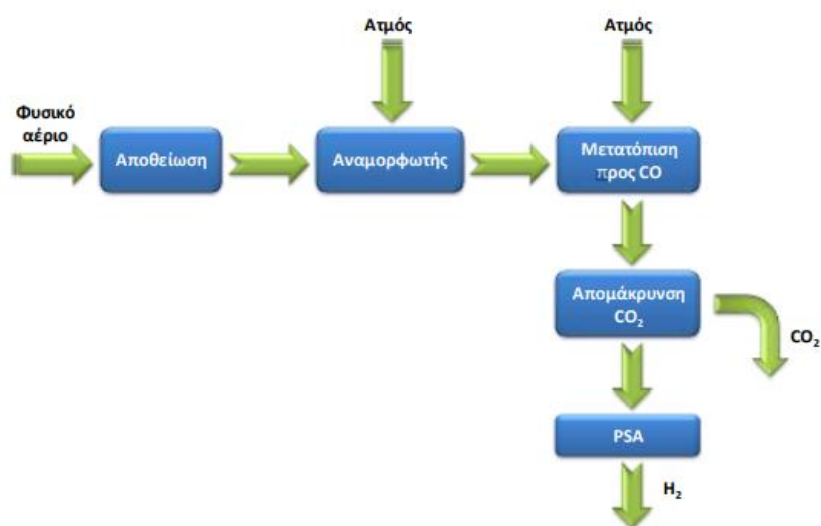 Ατμός
Ατμός
Φυσικό
αέριο
Αποθείωση
Αναμορφωτής
Μετατόπιση
προς CO
Απομάκρυνση
CO₂
CO₂
PSA
H₂